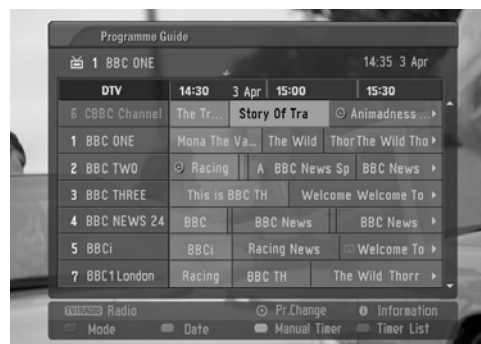 Programme Guide
1 BBC ONE 14:35 3 Apr
DTV 14:30 3 Apr 15:00 15:30
6 CBBC Channel The Tr... Story Of Tra Animadness ...
1 BBC ONE Mona The Va... The Wild ThorThe Wild Tho
2 BBC TWO Racing A BBC News Sp BBC News
3 BBC THREE This is BBC TH Welcome Welcome To
4 BBC NEWS 24 BBC BBC News BBC News
5 BBCi BBCi Racing News Welcome To
7 BBC1 London Racing BBC TH The Wild Thorr
TV/RADIO Radio Pr.Change Information
Mode Date Manual Timer Timer List